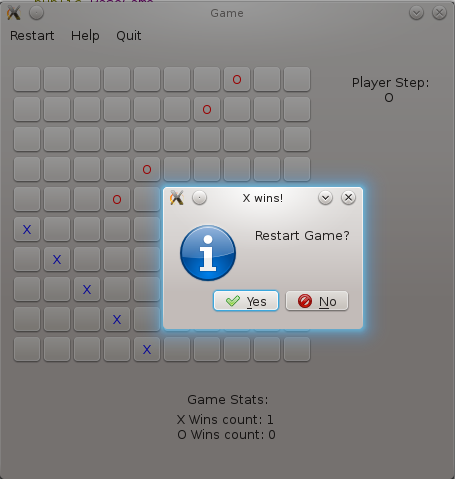 Game
Restart Help Quit
Player Step:
O
O
O
O
O
X
X
X
X
X
X wins!
Restart Game?
Yes No
Game Stats:
X Wins count: 1
O Wins count: 0